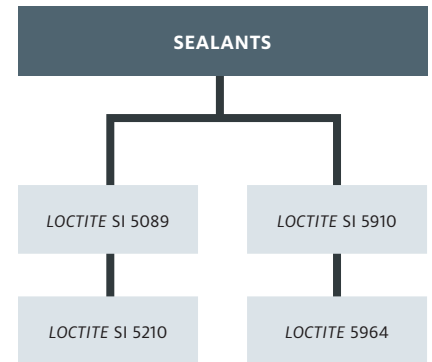 SEALANTS
LOCTITE SI 5089
LOCTITE SI 5910
LOCTITE SI 5210
LOCTITE 5964